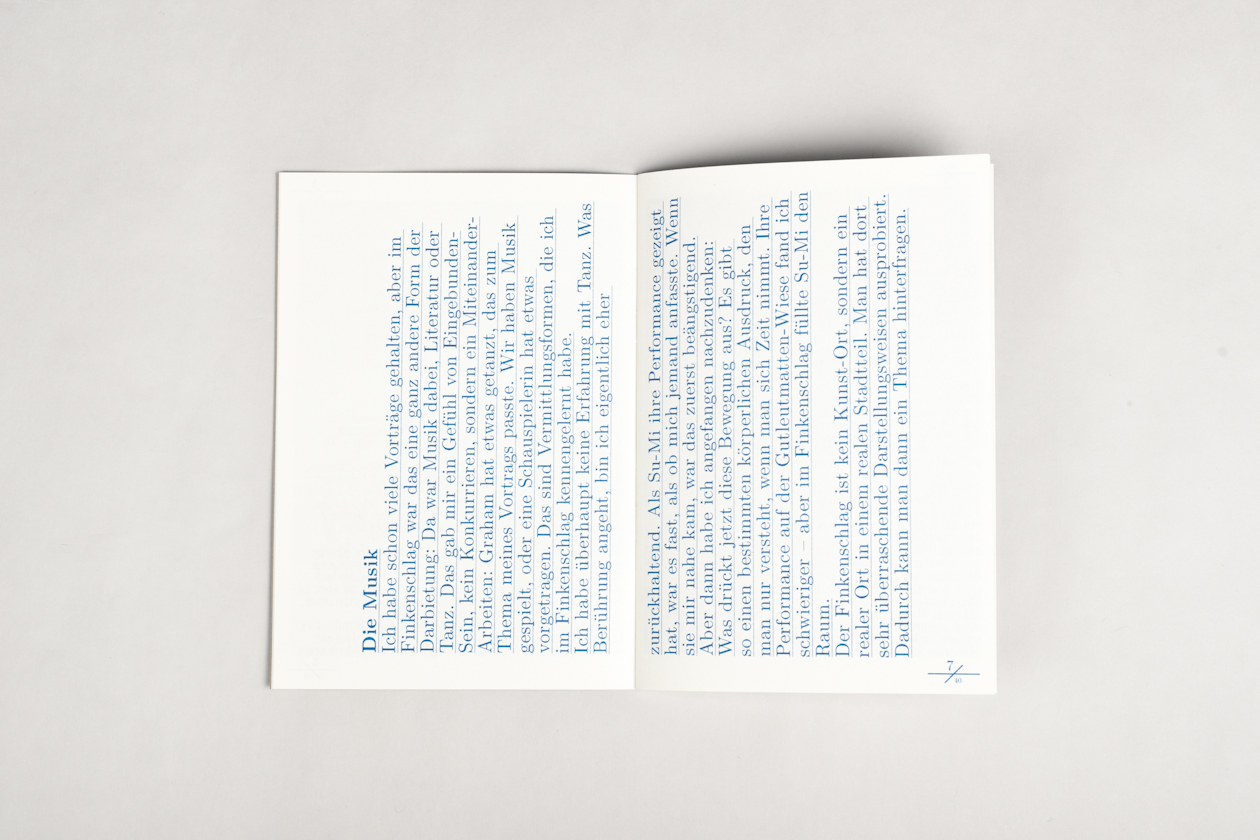 Die Musik
Ich habe schon viele Vorträge gehalten, aber im
Finkenschlag war das eine ganz andere Form der
Darbietung: Da war Musik dabei, Literatur oder
Tanz. Das gab mir ein Gefühl von Eingebunden-
Sein, kein Konkurrieren, sondern ein Miteinander-
Arbeiten: Graham hat etwas getanzt, das zum
Thema meines Vortrags passte. Wir haben Musik
gespielt, oder eine Schauspielerin hat etwas
vorgetragen. Das sind Vermittlungsformen, die ich
im Finkenschlag kennengelernt habe.
Ich habe überhaupt keine Erfahrung mit Tanz. Was
Berührung angeht, bin ich eigentlich eher
zurückhaltend. Als Su-Mi ihre Performance gezeigt
hat, war es fast, als ob mich jemand anfasste. Wenn
sie mir nahe kam, war das zuerst beängstigend.
Aber dann habe ich angefangen nachzudenken:
Was drückt jetzt diese Bewegung aus? Es gibt
so einen bestimmten körperlichen Ausdruck, den
man nur versteht, wenn man sich Zeit nimmt. Ihre
Performance auf der Gutleutmatten-Wiese fand ich
schwieriger – aber im Finkenschlag füllte Su-Mi den
Raum.
Der Finkenschlag ist kein Kunst-Ort, sondern ein
realer Ort in einem realen Stadtteil. Man hat dort
sehr überraschende Darstellungsweisen ausprobiert.
Dadurch kann man dann ein Thema hinterfragen.
7/40